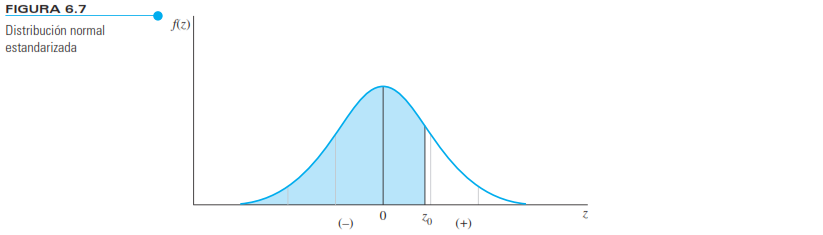 FIGURA 6.7
Distribución normal
estandarizada
f(z)
0
z₀
z
(–)
(+)